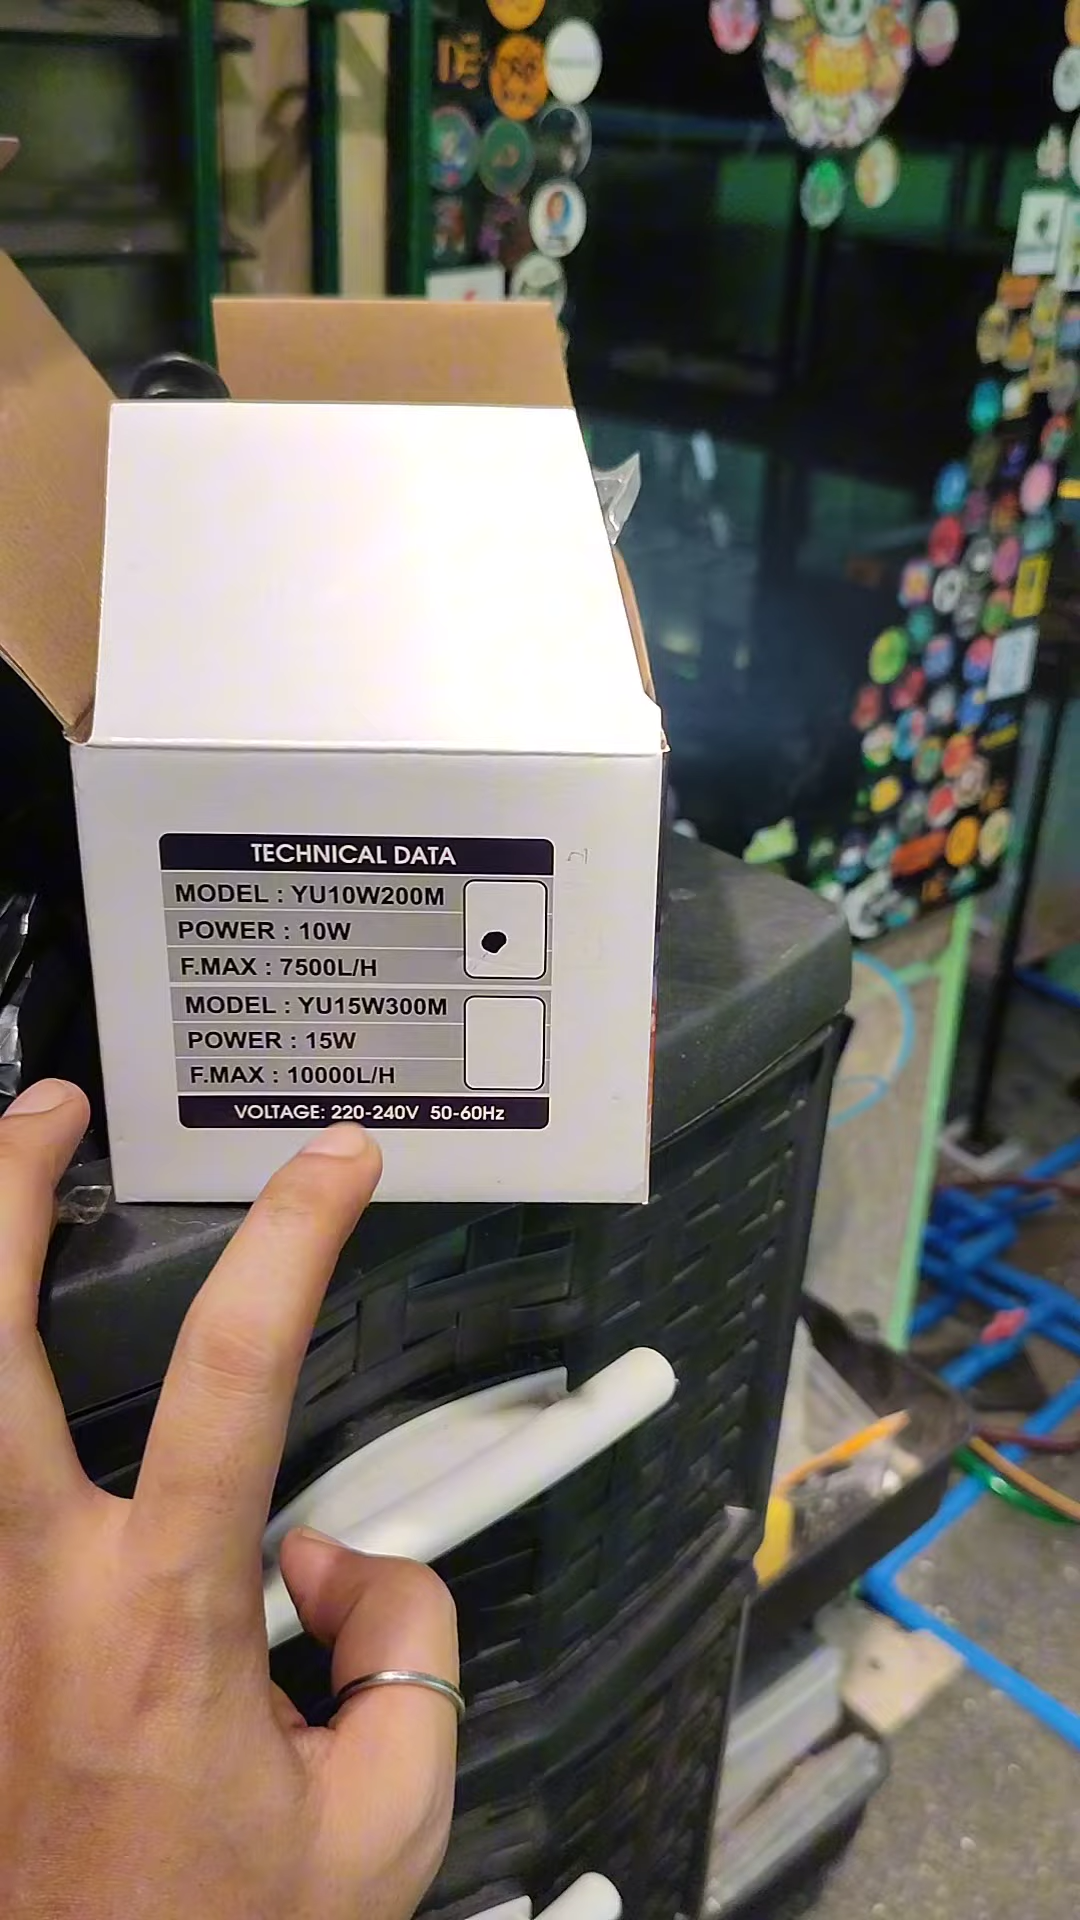 TECHNICAL DATA
MODEL : YU10W200M
POWER : 10W
F.MAX : 7500L/H
MODEL : YU15W300M
POWER : 15W
F.MAX : 10000L/H
VOLTAGE: 220-240V 50-60Hz